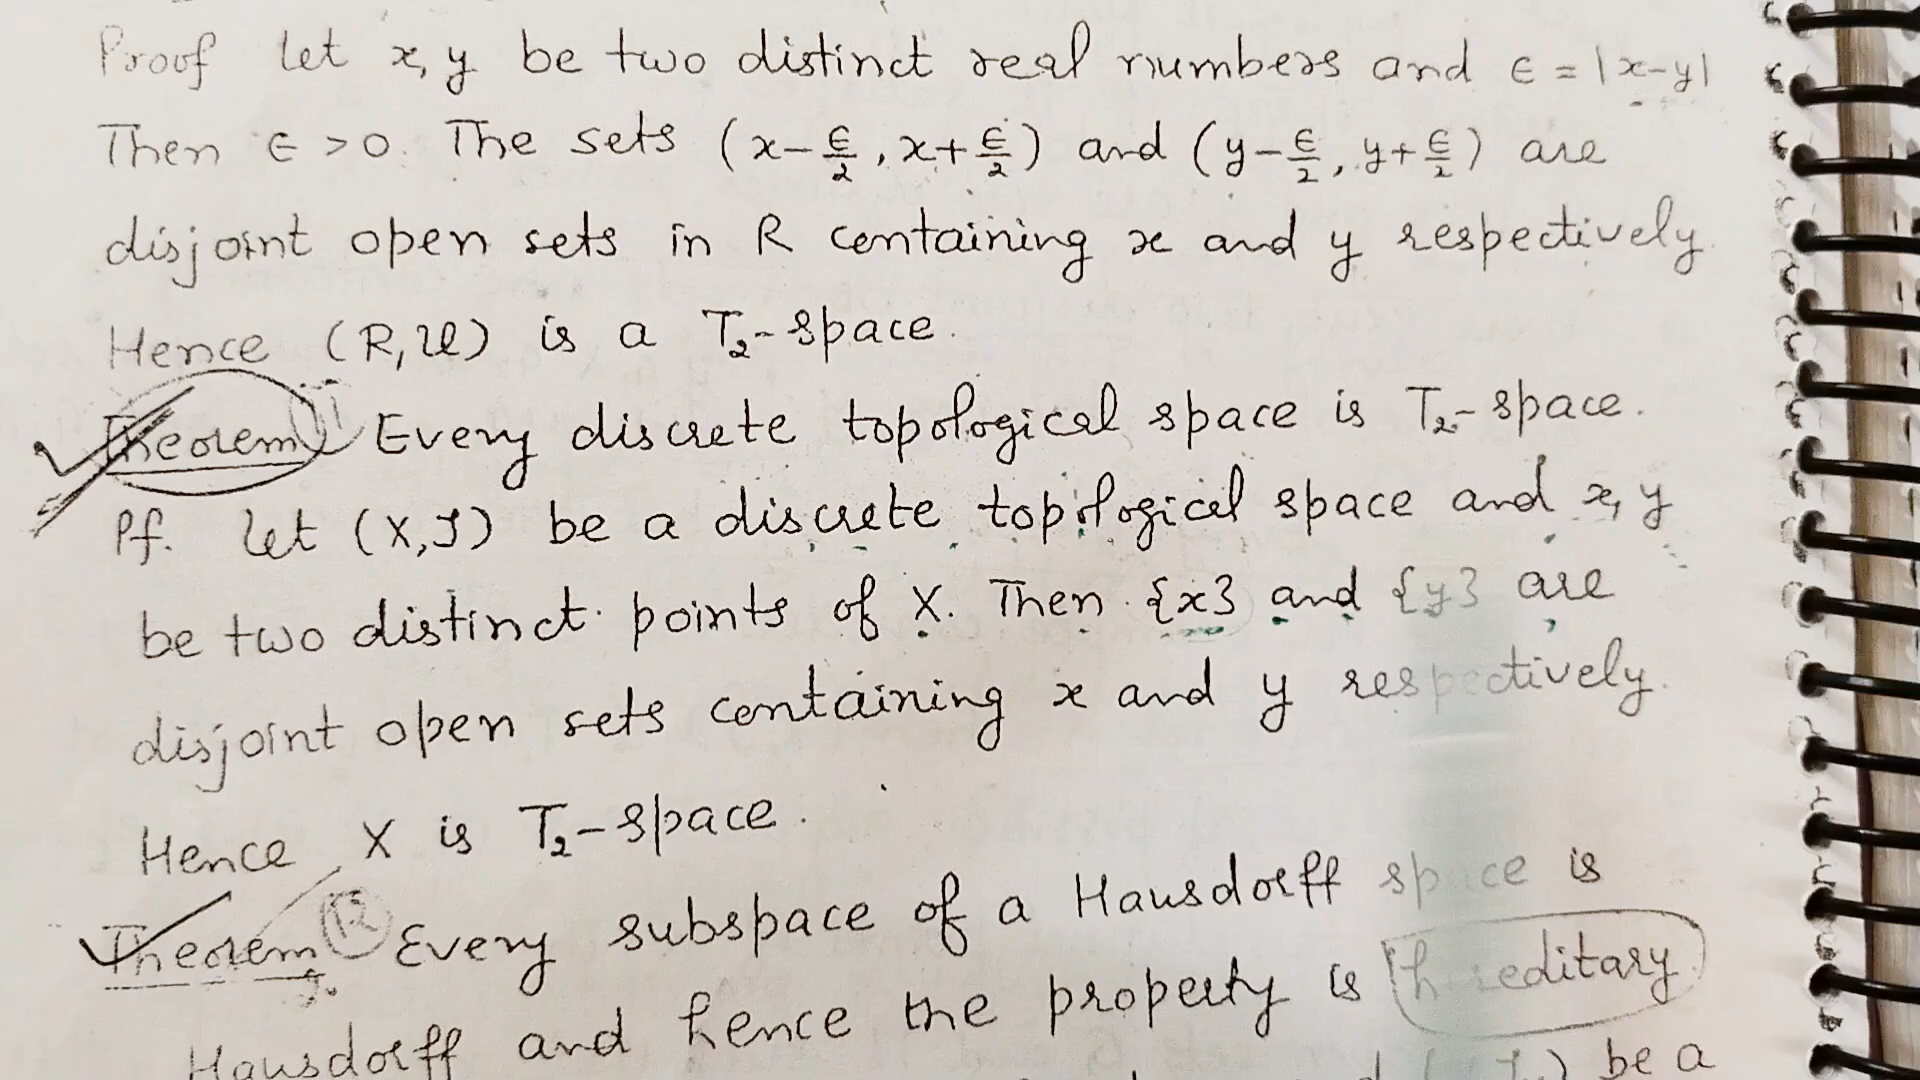 Proof let x, y be two distinct real numbers and ϵ = |x-y|
Then ϵ > 0. The sets (x-ϵ/2, x+ϵ/2) and (y-ϵ/2, y+ϵ/2) are
disjoint open sets in R containing x and y respectively.
Hence (R, U) is a T₂-space.
Theorem 11 Every discrete topological space is T₂-space.
Pf. let (X, J) be a discrete topological space and x, y
be two distinct points of X. Then {x} and {y} are
disjoint open sets containing x and y respectively.
Hence X is T₂-space.
Theorem 12 Every subspace of a Hausdorff space is
Hausdorff and hence the property is hereditary
be a